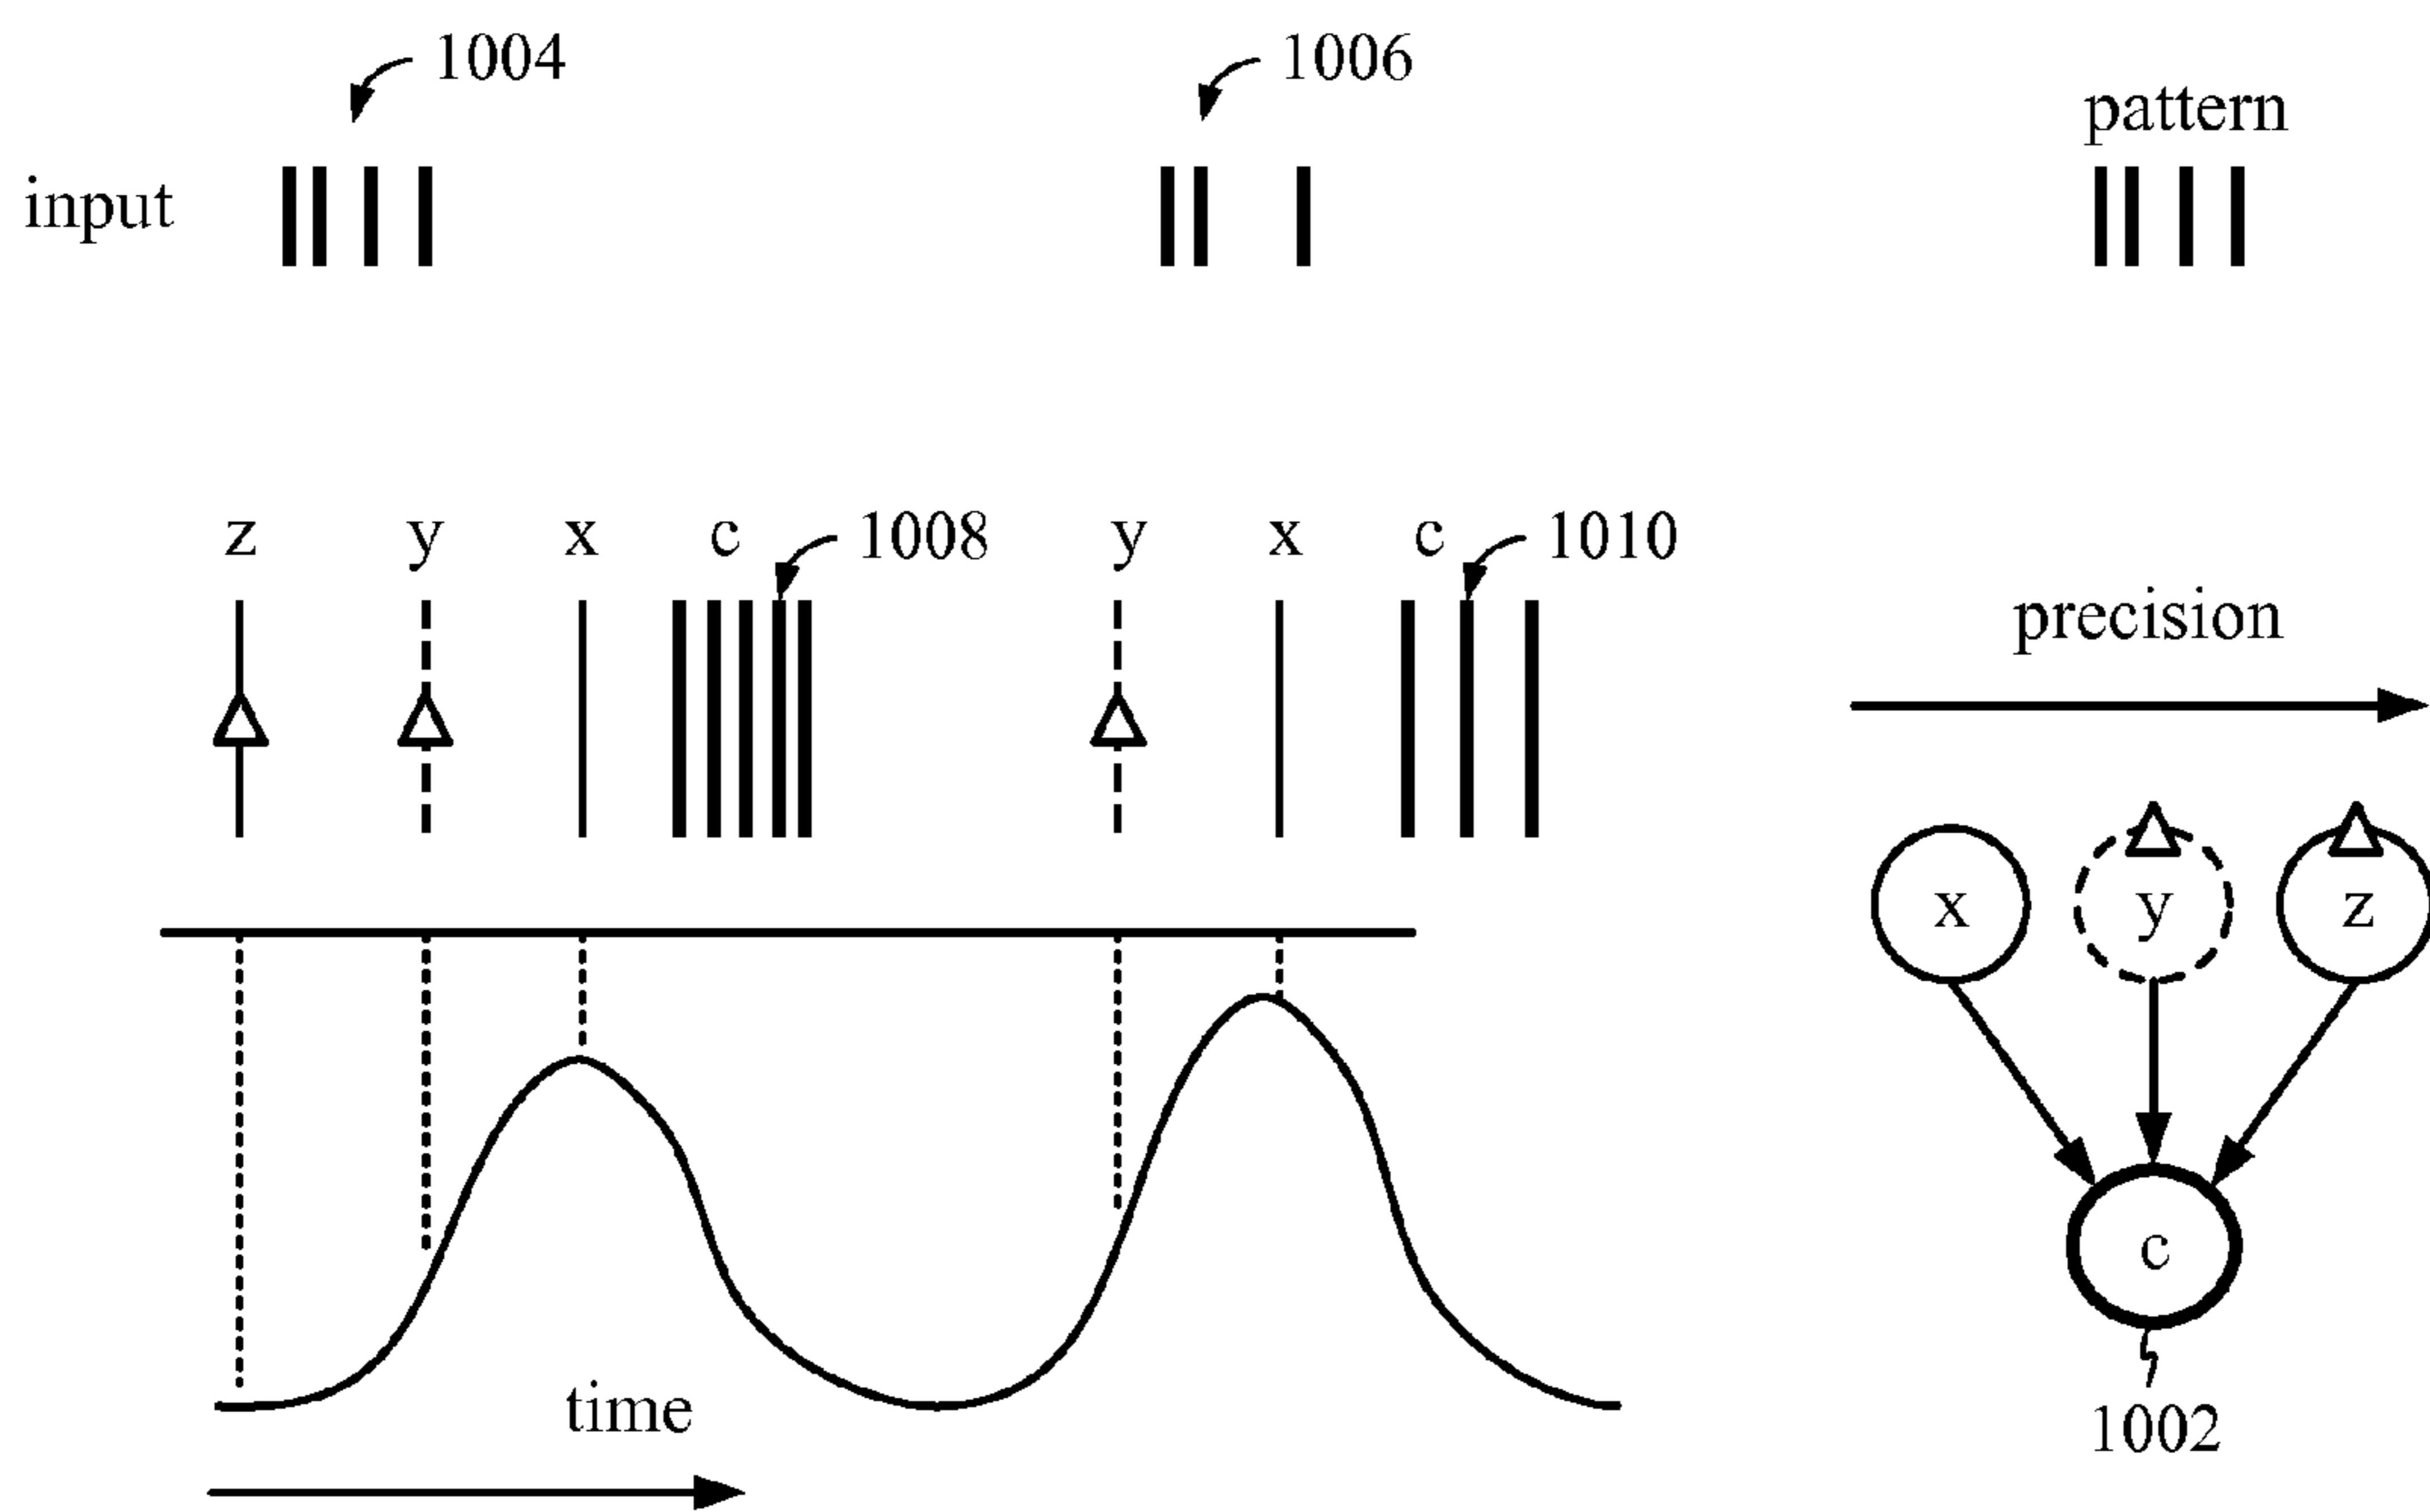 1004
1006
pattern
input
z y x c 1008 y x c 1010
precision
x y z
c
time
1002